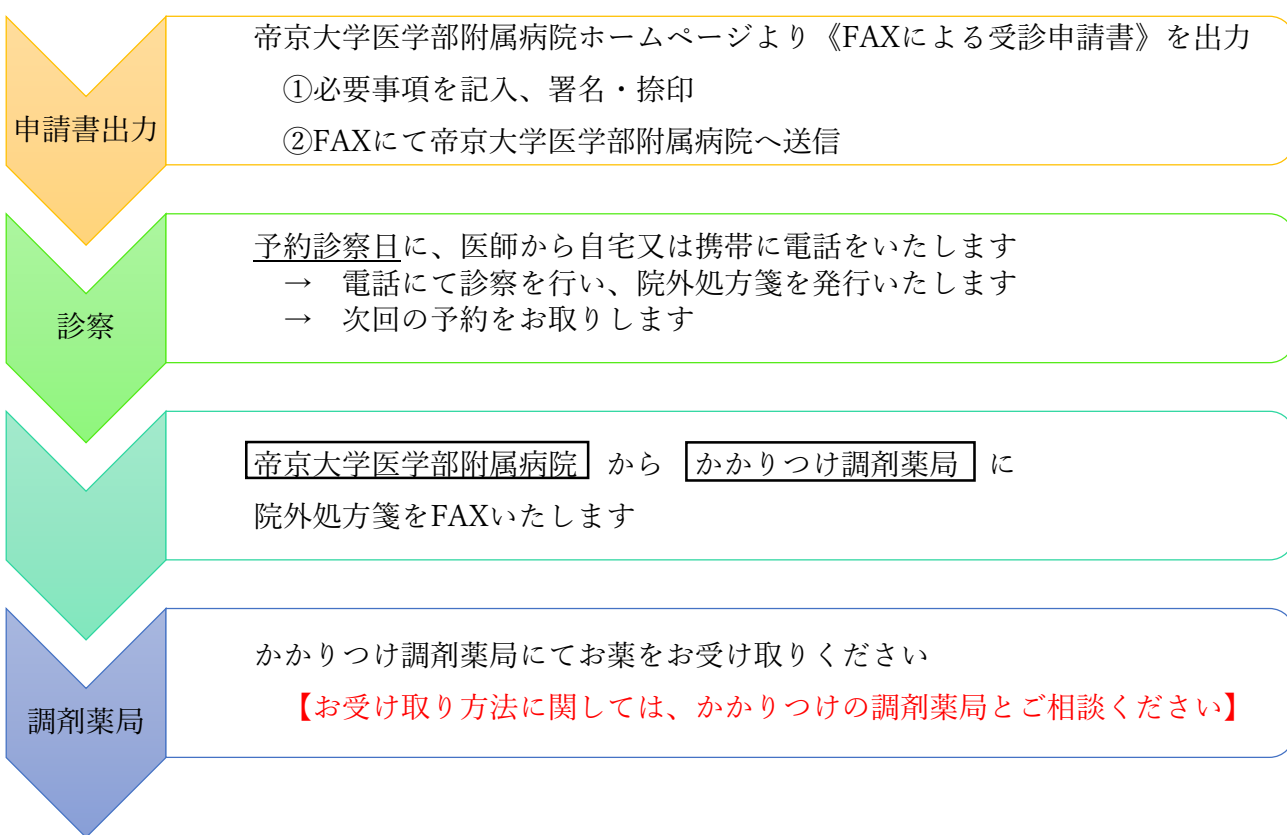 帝京大学医学部附属病院ホームページより《FAXによる受診申請書》を出力
①必要事項を記入、署名・捺印
②FAXにて帝京大学医学部附属病院へ送信
申請書出力
予約診察日に、医師から自宅又は携帯に電話をいたします
→ 電話にて診察を行い、院外処方箋を発行いたします
→ 次回の予約をお取りします
診察
帝京大学医学部附属病院 から かかりつけ調剤薬局 に
院外処方箋をFAXいたします
かかりつけ調剤薬局にてお薬をお受け取りください
【お受け取り方法に関しては、かかりつけの調剤薬局とご相談ください】
調剤薬局